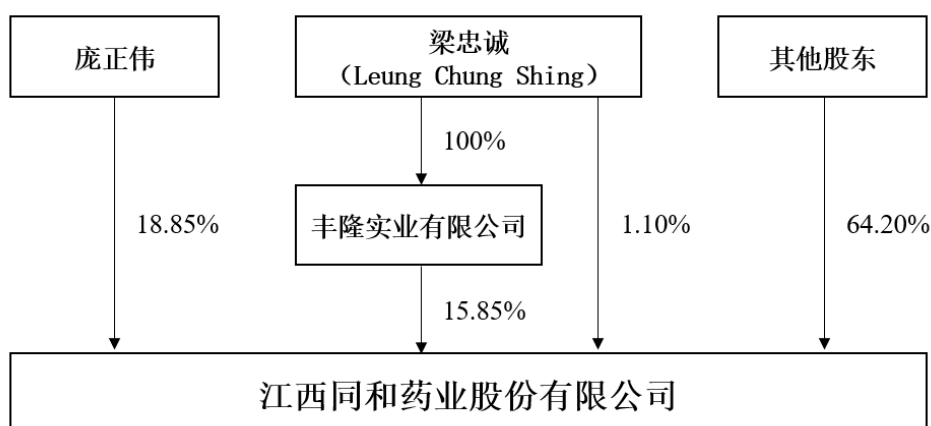 庞正伟
梁忠诚
（Leung Chung Shing）
其他股东
100%
18.85%
丰隆实业有限公司
1.10%
64.20%
15.85%
江西同和药业股份有限公司